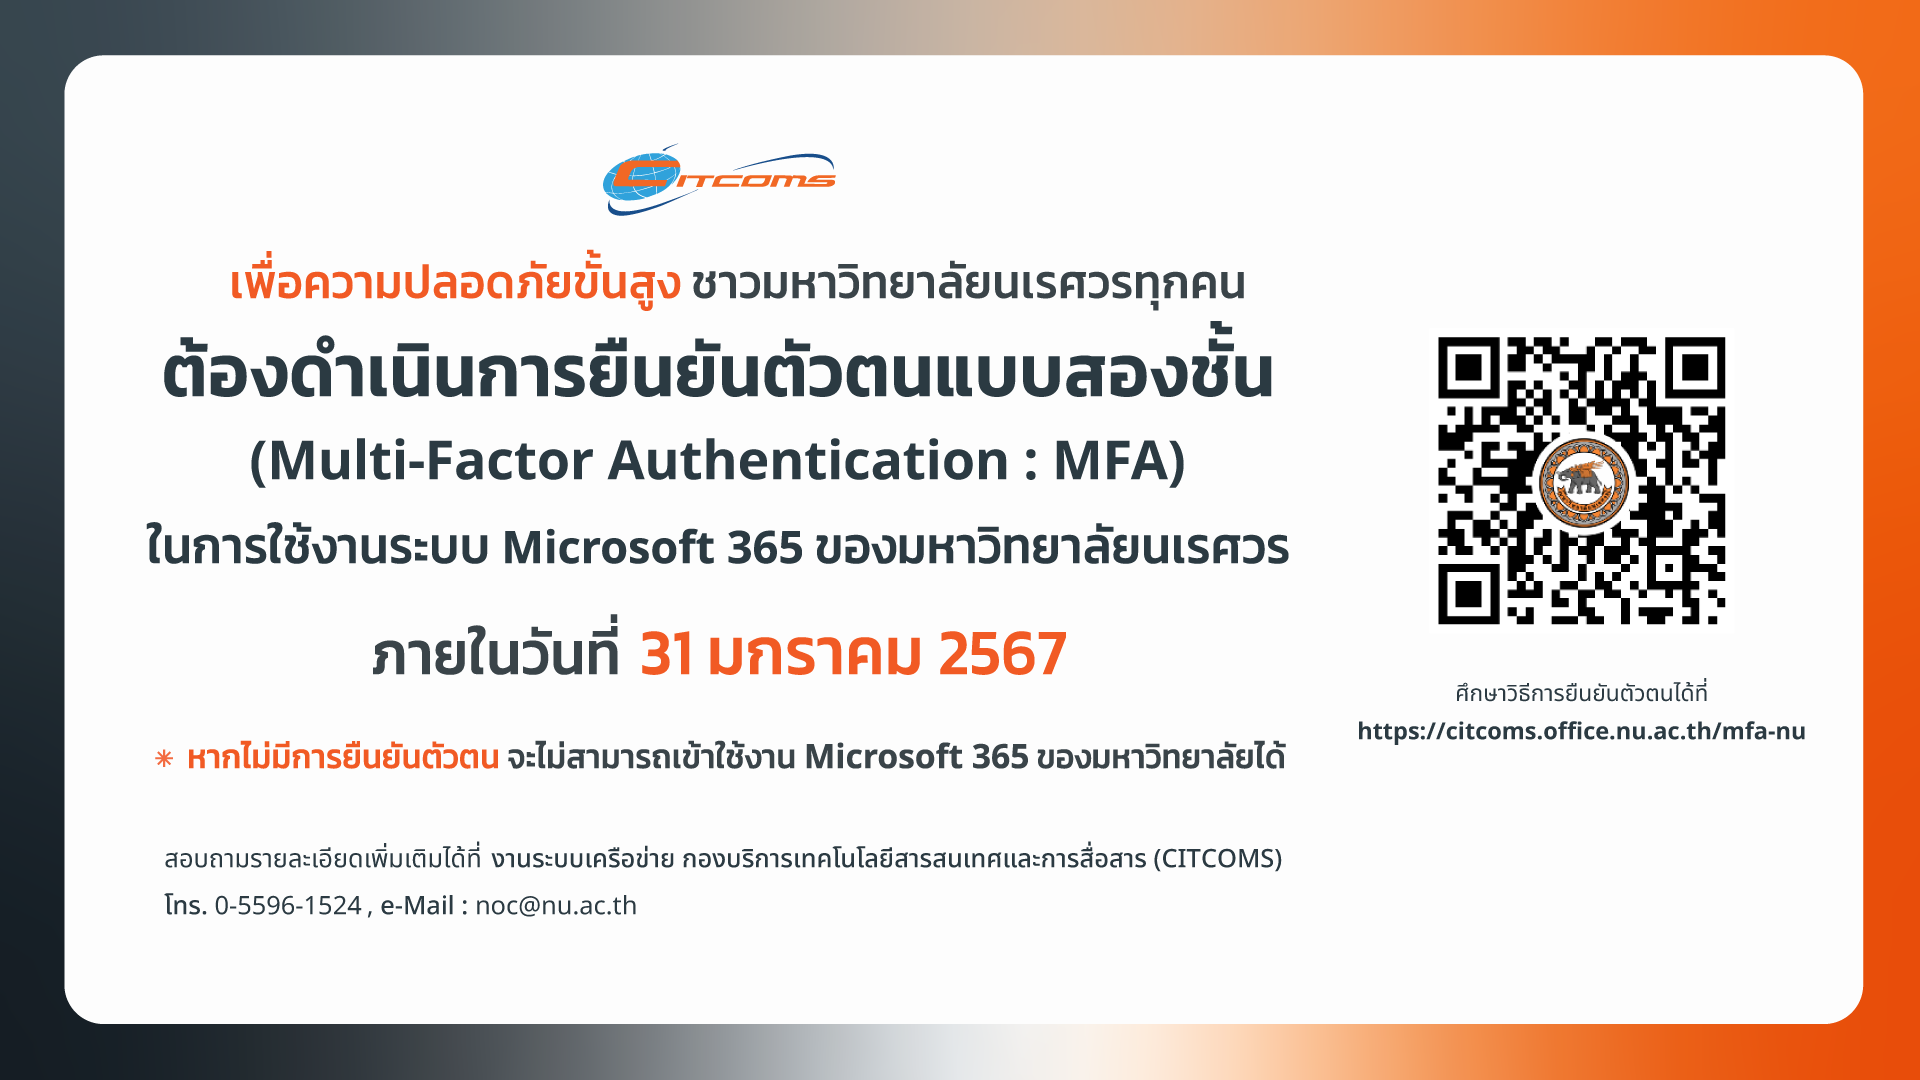 CITCOMS
เพื่อความปลอดภัยขั้นสูง ชาวมหาวิทยาลัยนเรศวรทุกคน
ต้องดำเนินการยืนยันตัวตนแบบสองชั้น
(Multi-Factor Authentication : MFA)
ในการใช้งานระบบ Microsoft 365 ของมหาวิทยาลัยนเรศวร
ภายในวันที่ 31 มกราคม 2567
* หากไม่มีการยืนยันตัวตน จะไม่สามารถเข้าใช้งาน Microsoft 365 ของมหาวิทยาลัยได้
สอบถามรายละเอียดเพิ่มเติมได้ที่ งานระบบเครือข่าย กองบริการเทคโนโลยีสารสนเทศและการสื่อสาร (CITCOMS)
โทร. 0-5596-1524 , e-Mail : noc@nu.ac.th
ศึกษาวิธีการยืนยันตัวตนได้ที่
https://citcoms.office.nu.ac.th/mfa-nu